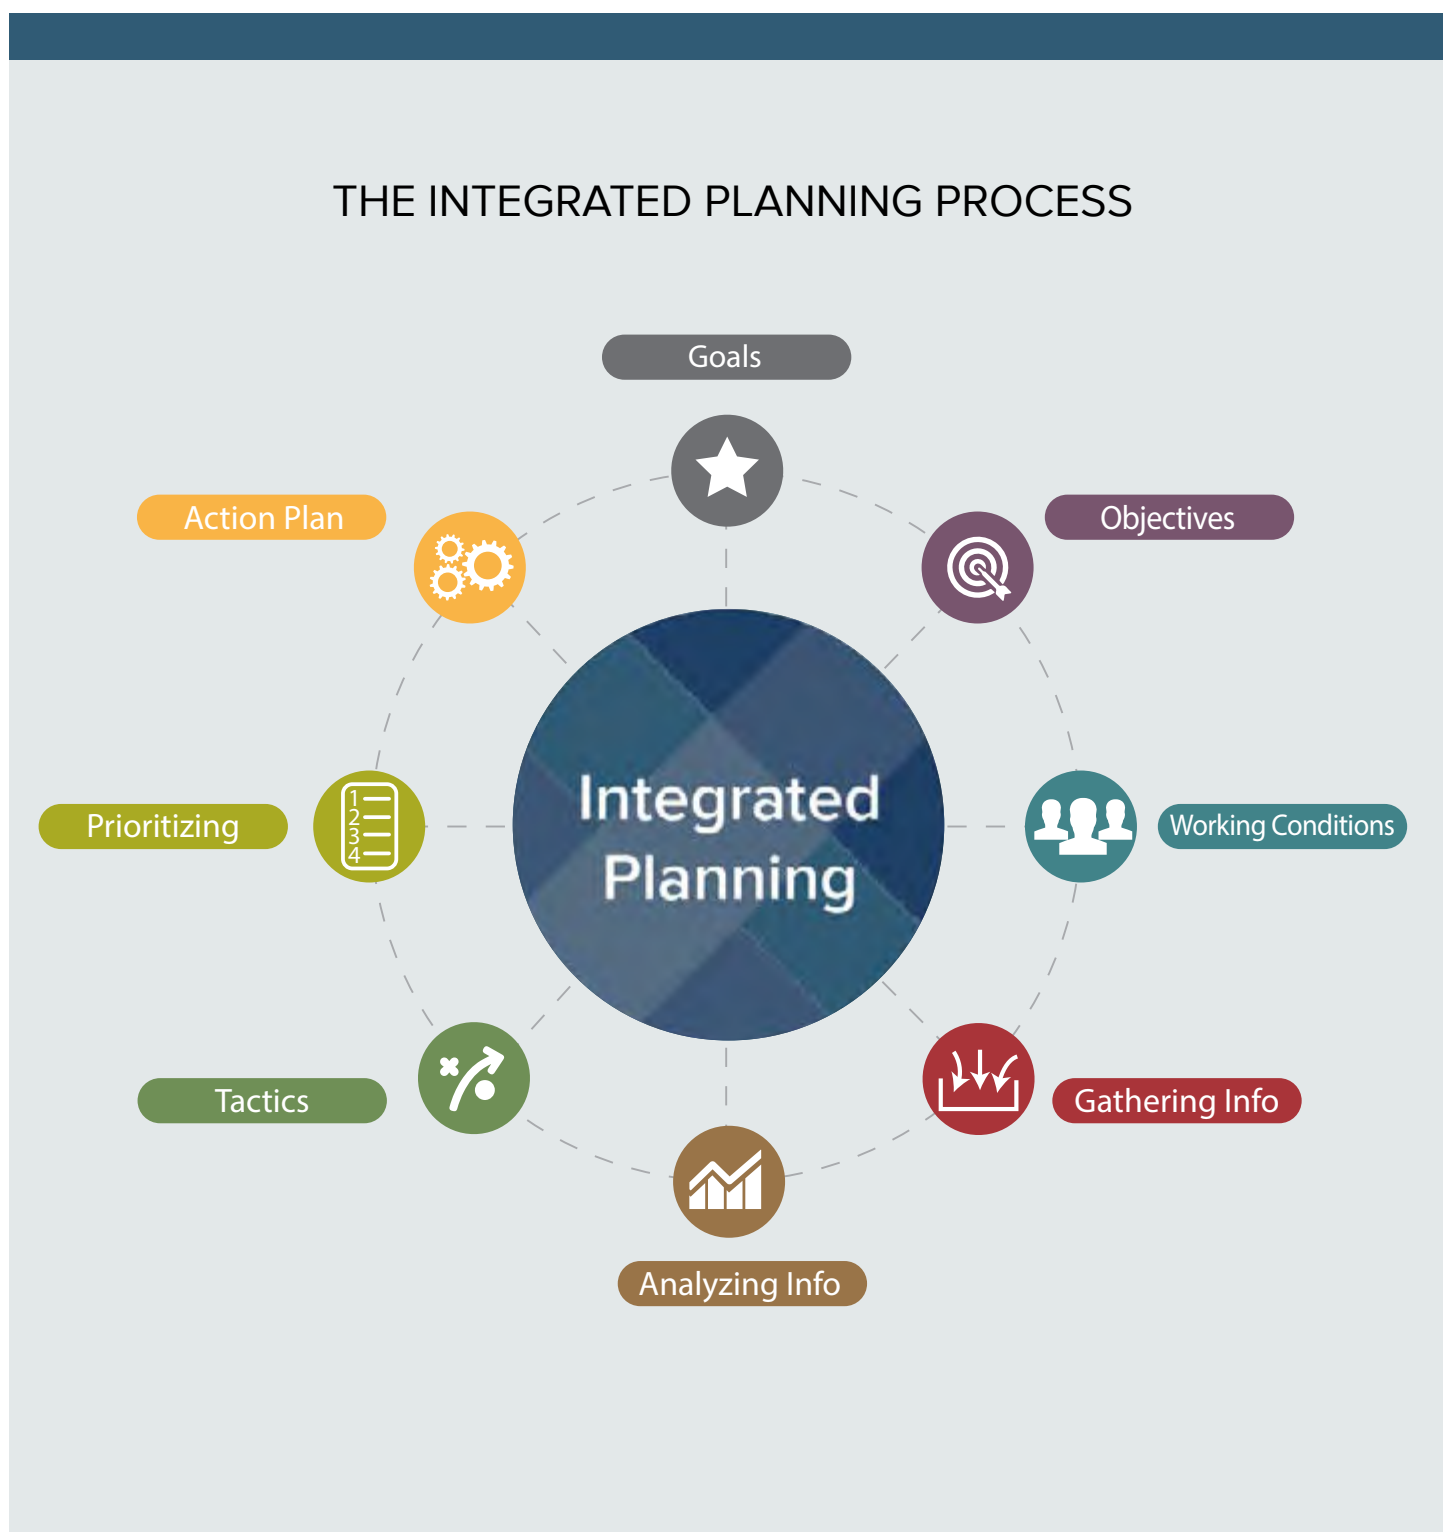 THE INTEGRATED PLANNING PROCESS
Goals
Objectives
Working Conditions
Gathering Info
Analyzing Info
Tactics
Prioritizing
1
2
3
4
Action Plan
Integrated
Planning